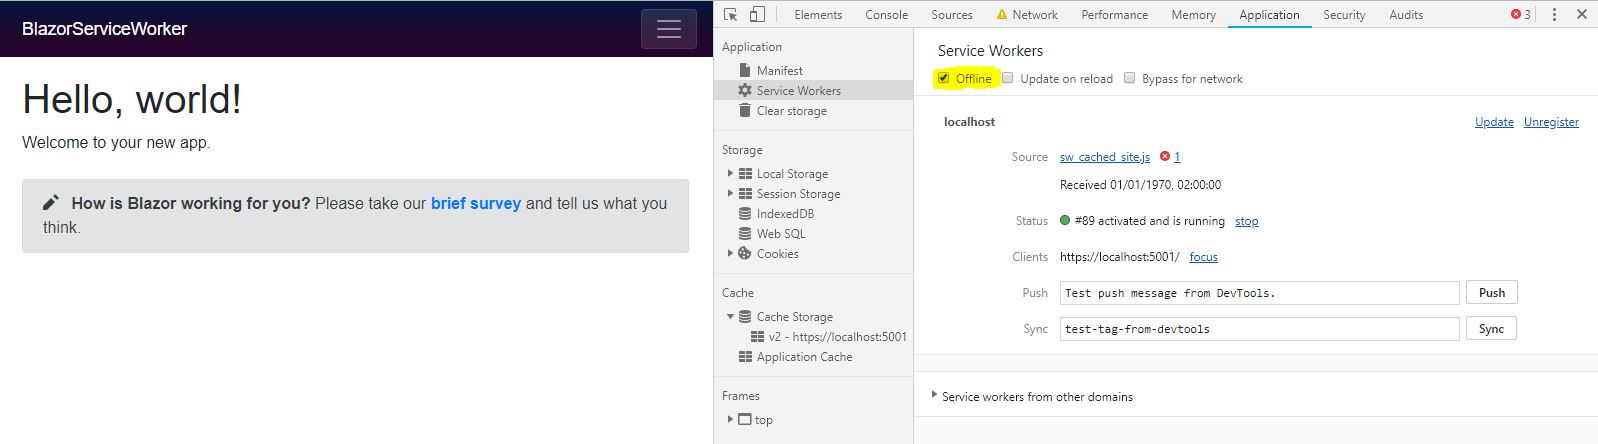 BlazorServiceWorker
Hello, world!
Welcome to your new app.
How is Blazor working for you? Please take our brief survey and tell us what you
think.
Elements Console Sources Network Performance Memory Application Security Audits 3
Application
Manifest
Service Workers
Clear storage
Storage
Local Storage
Session Storage
IndexedDB
Web SQL
Cookies
Cache
Cache Storage
v2 - https://localhost:5001
Application Cache
Frames
top
Service Workers
Offline Update on reload Bypass for network
localhost Update Unregister
Source sw_cached_site.js 1
Received 01/01/1970, 02:00:00
Status #89 activated and is running stop
Clients https://localhost:5001/ focus
Push Test push message from DevTools. Push
Sync test-tag-from-devtools Sync
Service workers from other domains